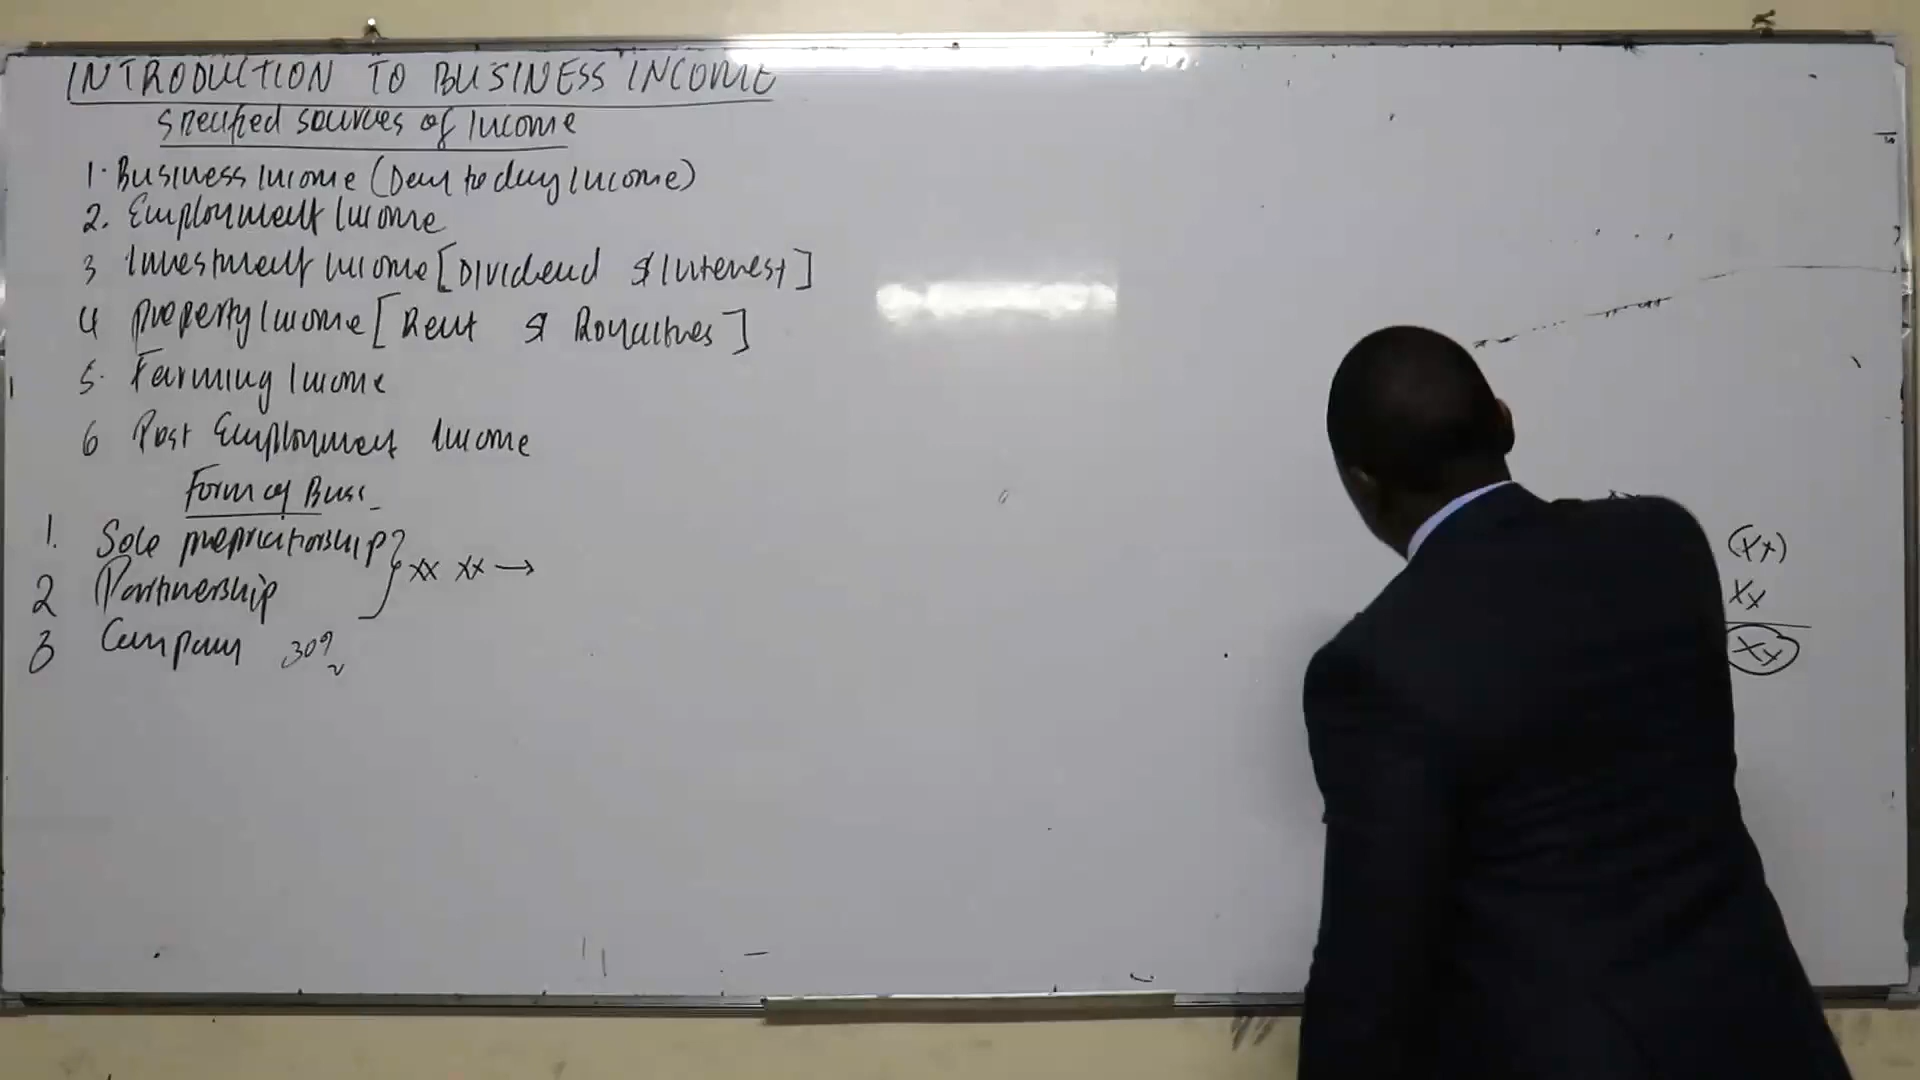 INTRODUCTION TO BUSINESS INCOME
Specified sources of Income
1. Business Income (Day to day Income)
2. Employment Income
3 Investment Income [Dividend & Interest]
4 Property Income [Rent & Royalties]
5. Farming Income
6 Post Employment Income
Form of Buss
1. Sole propriatorship
2 Partnership } xx xx →
3 Company 30%
(xx)
xx
xx